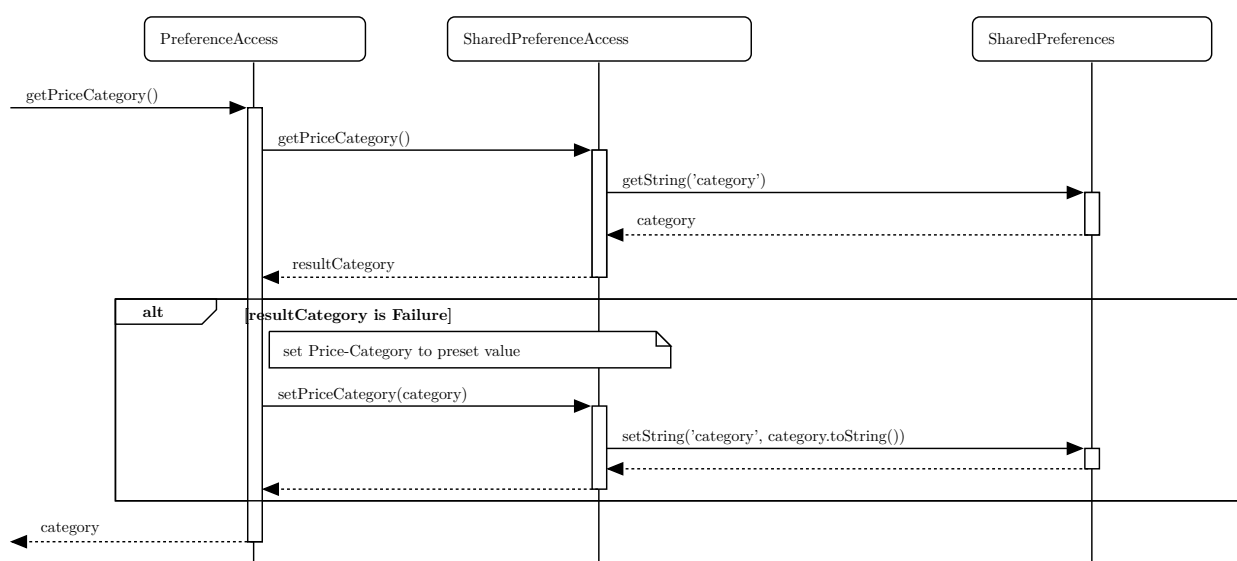 PreferenceAccess
SharedPreferenceAccess
SharedPreferences
getPriceCategory()
getPriceCategory()
getString('category')
category
resultCategory
alt
[resultCategory is Failure]
set Price-Category to preset value
setPriceCategory(category)
setString('category', category.toString())
category